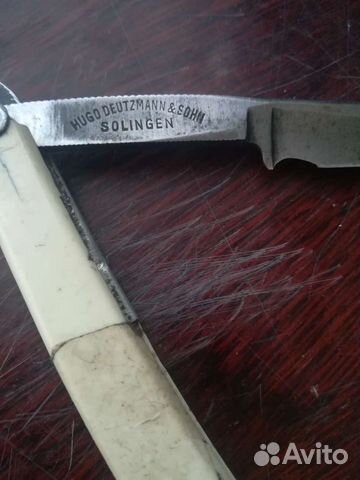 HUGO DEUTZMANN & SOHN
SOLINGEN
Avito